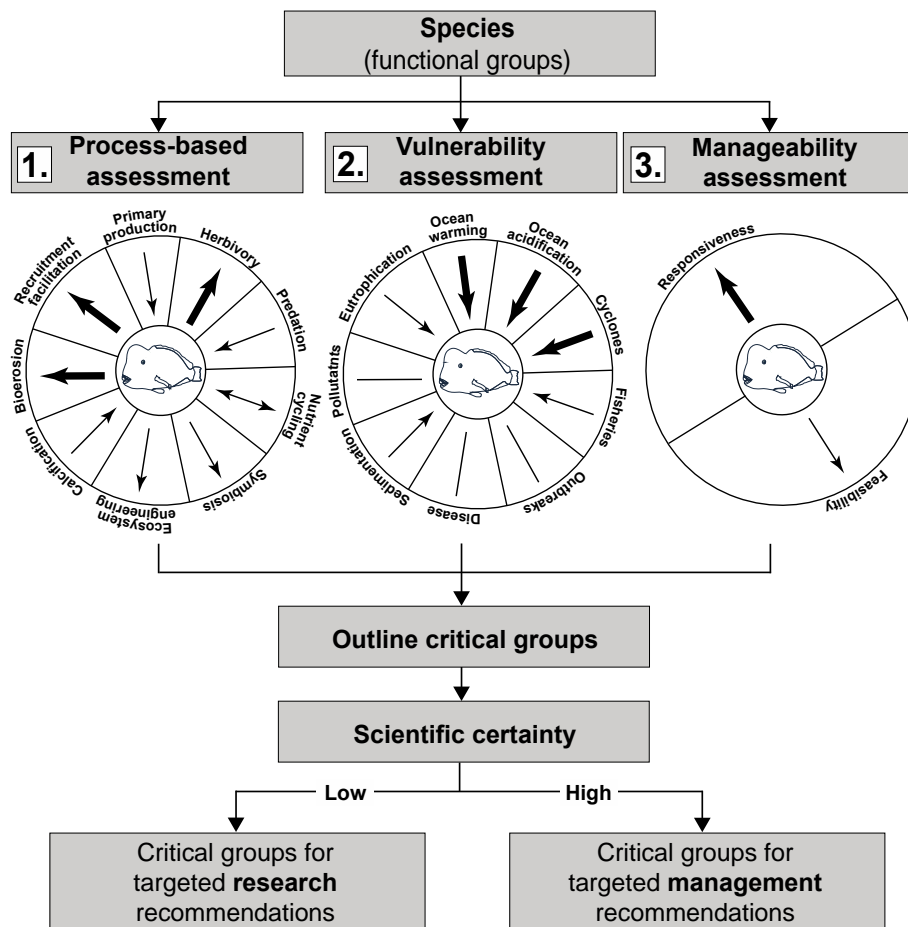 Species
(functional groups)
1.
Process-based
assessment
2.
Vulnerability
assessment
3.
Manageability
assessment
Primary
production
Herbivory
Predation
Nutrient
cycling
Symbiosis
Ecosystem
engineering
Calcification
Bioerosion
Recruitment
facilitation
Ocean
warming
Ocean
acidification
Cyclones
Fisheries
Outbreaks
Disease
Sedimentation
Pollutatnts
Eutrophication
Responsiveness
Feasibility
Outline critical groups
Scientific certainty
Low
High
Critical groups for
targeted research
recommendations
Critical groups for
targeted management
recommendations